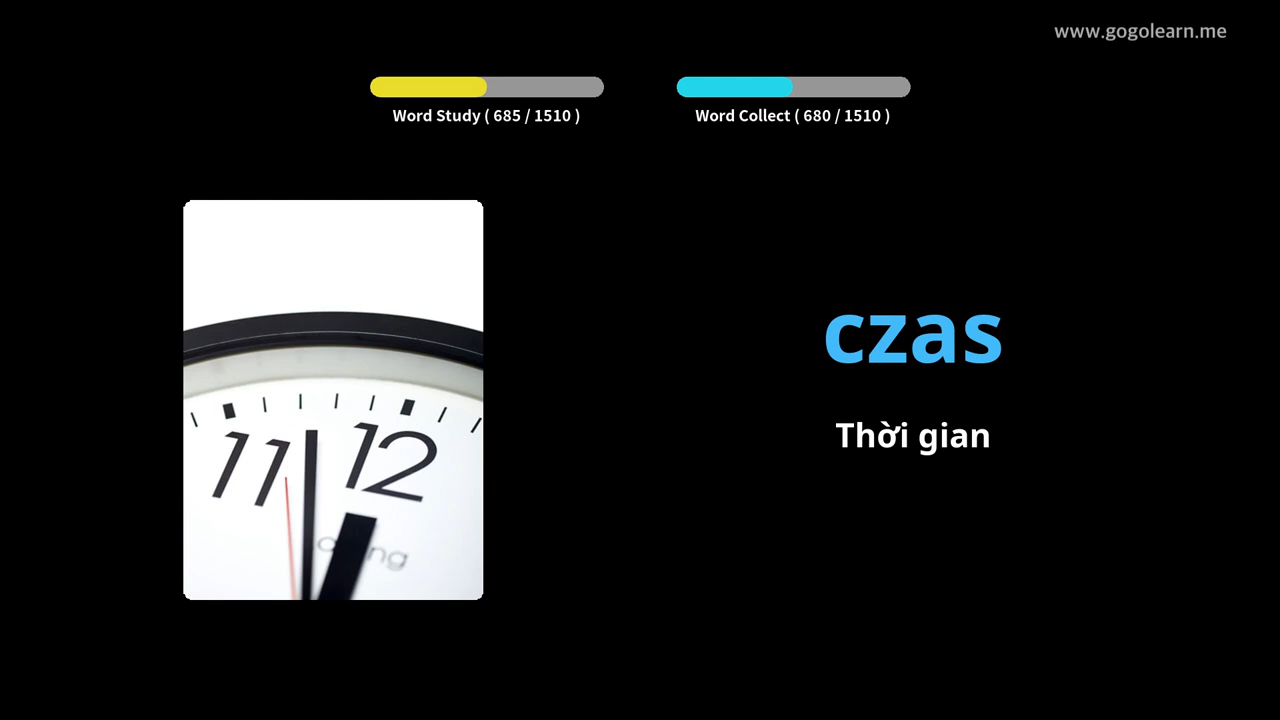 www.gogolearn.me
Word Study ( 685 / 1510 )
Word Collect ( 680 / 1510 )
11
12
czas
Thời gian